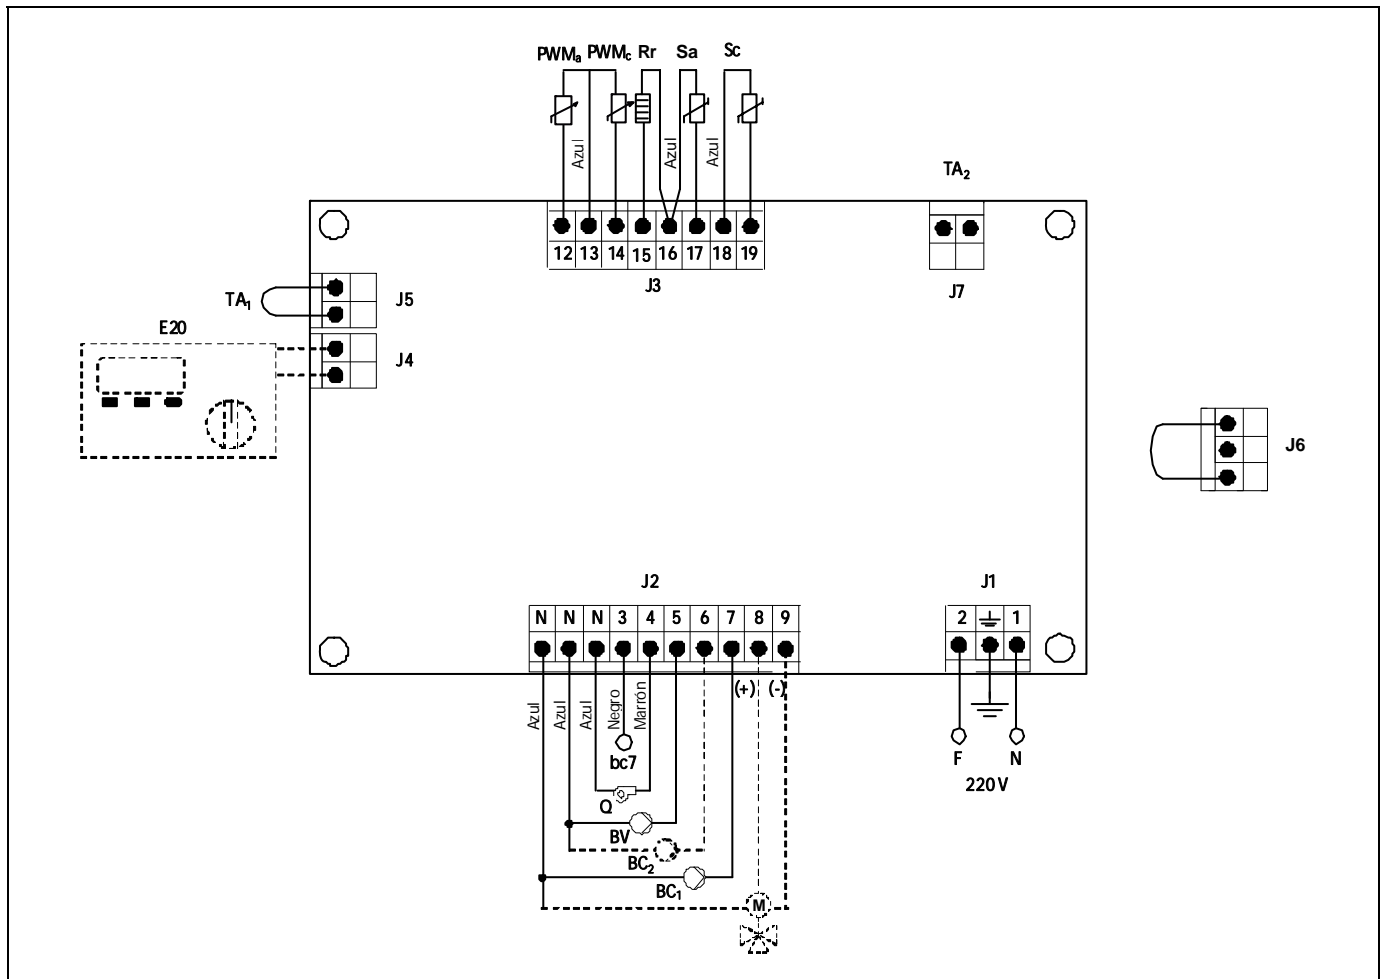 PWMa PWMc Rr Sa Sc
Azul Azul Azul
TA2
12 13 14 15 16 17 18 19
J3
J7
TA1
J5
E20
J4
J6
J2
J1
N N N 3 4 5 6 7 8 9
2 1
(+) (-)
Azul Azul Azul Negro Marrón
bc7
F N
220 V
Q
BV
BC2
BC1
M